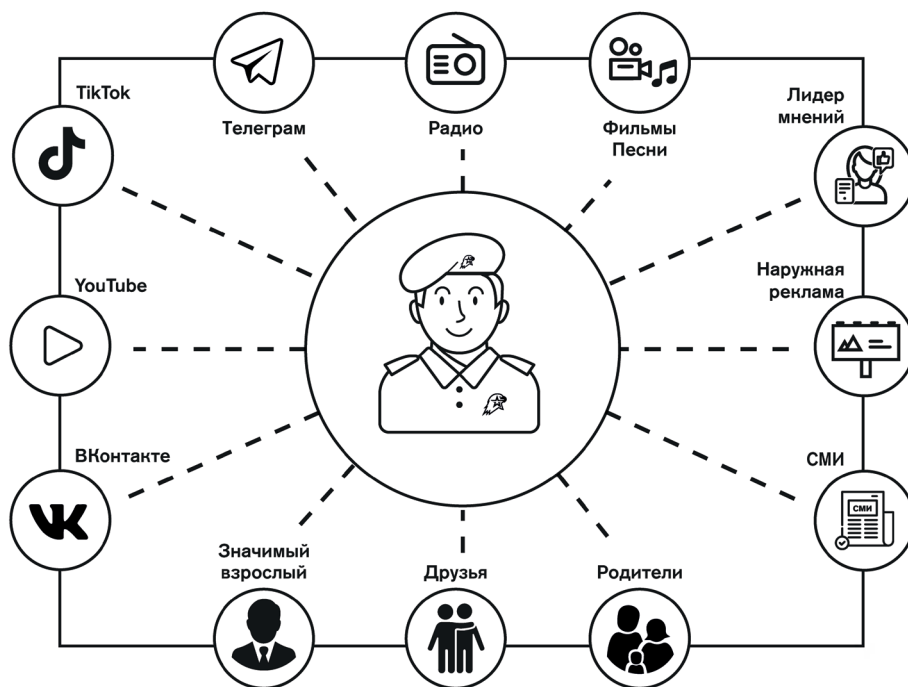 TikTok
Телеграм
Радио
Фильмы
Песни
Лидер
мнений
YouTube
Наружная
реклама
ВКонтакте
СМИ
СМИ
Значимый
взрослый
Друзья
Родители